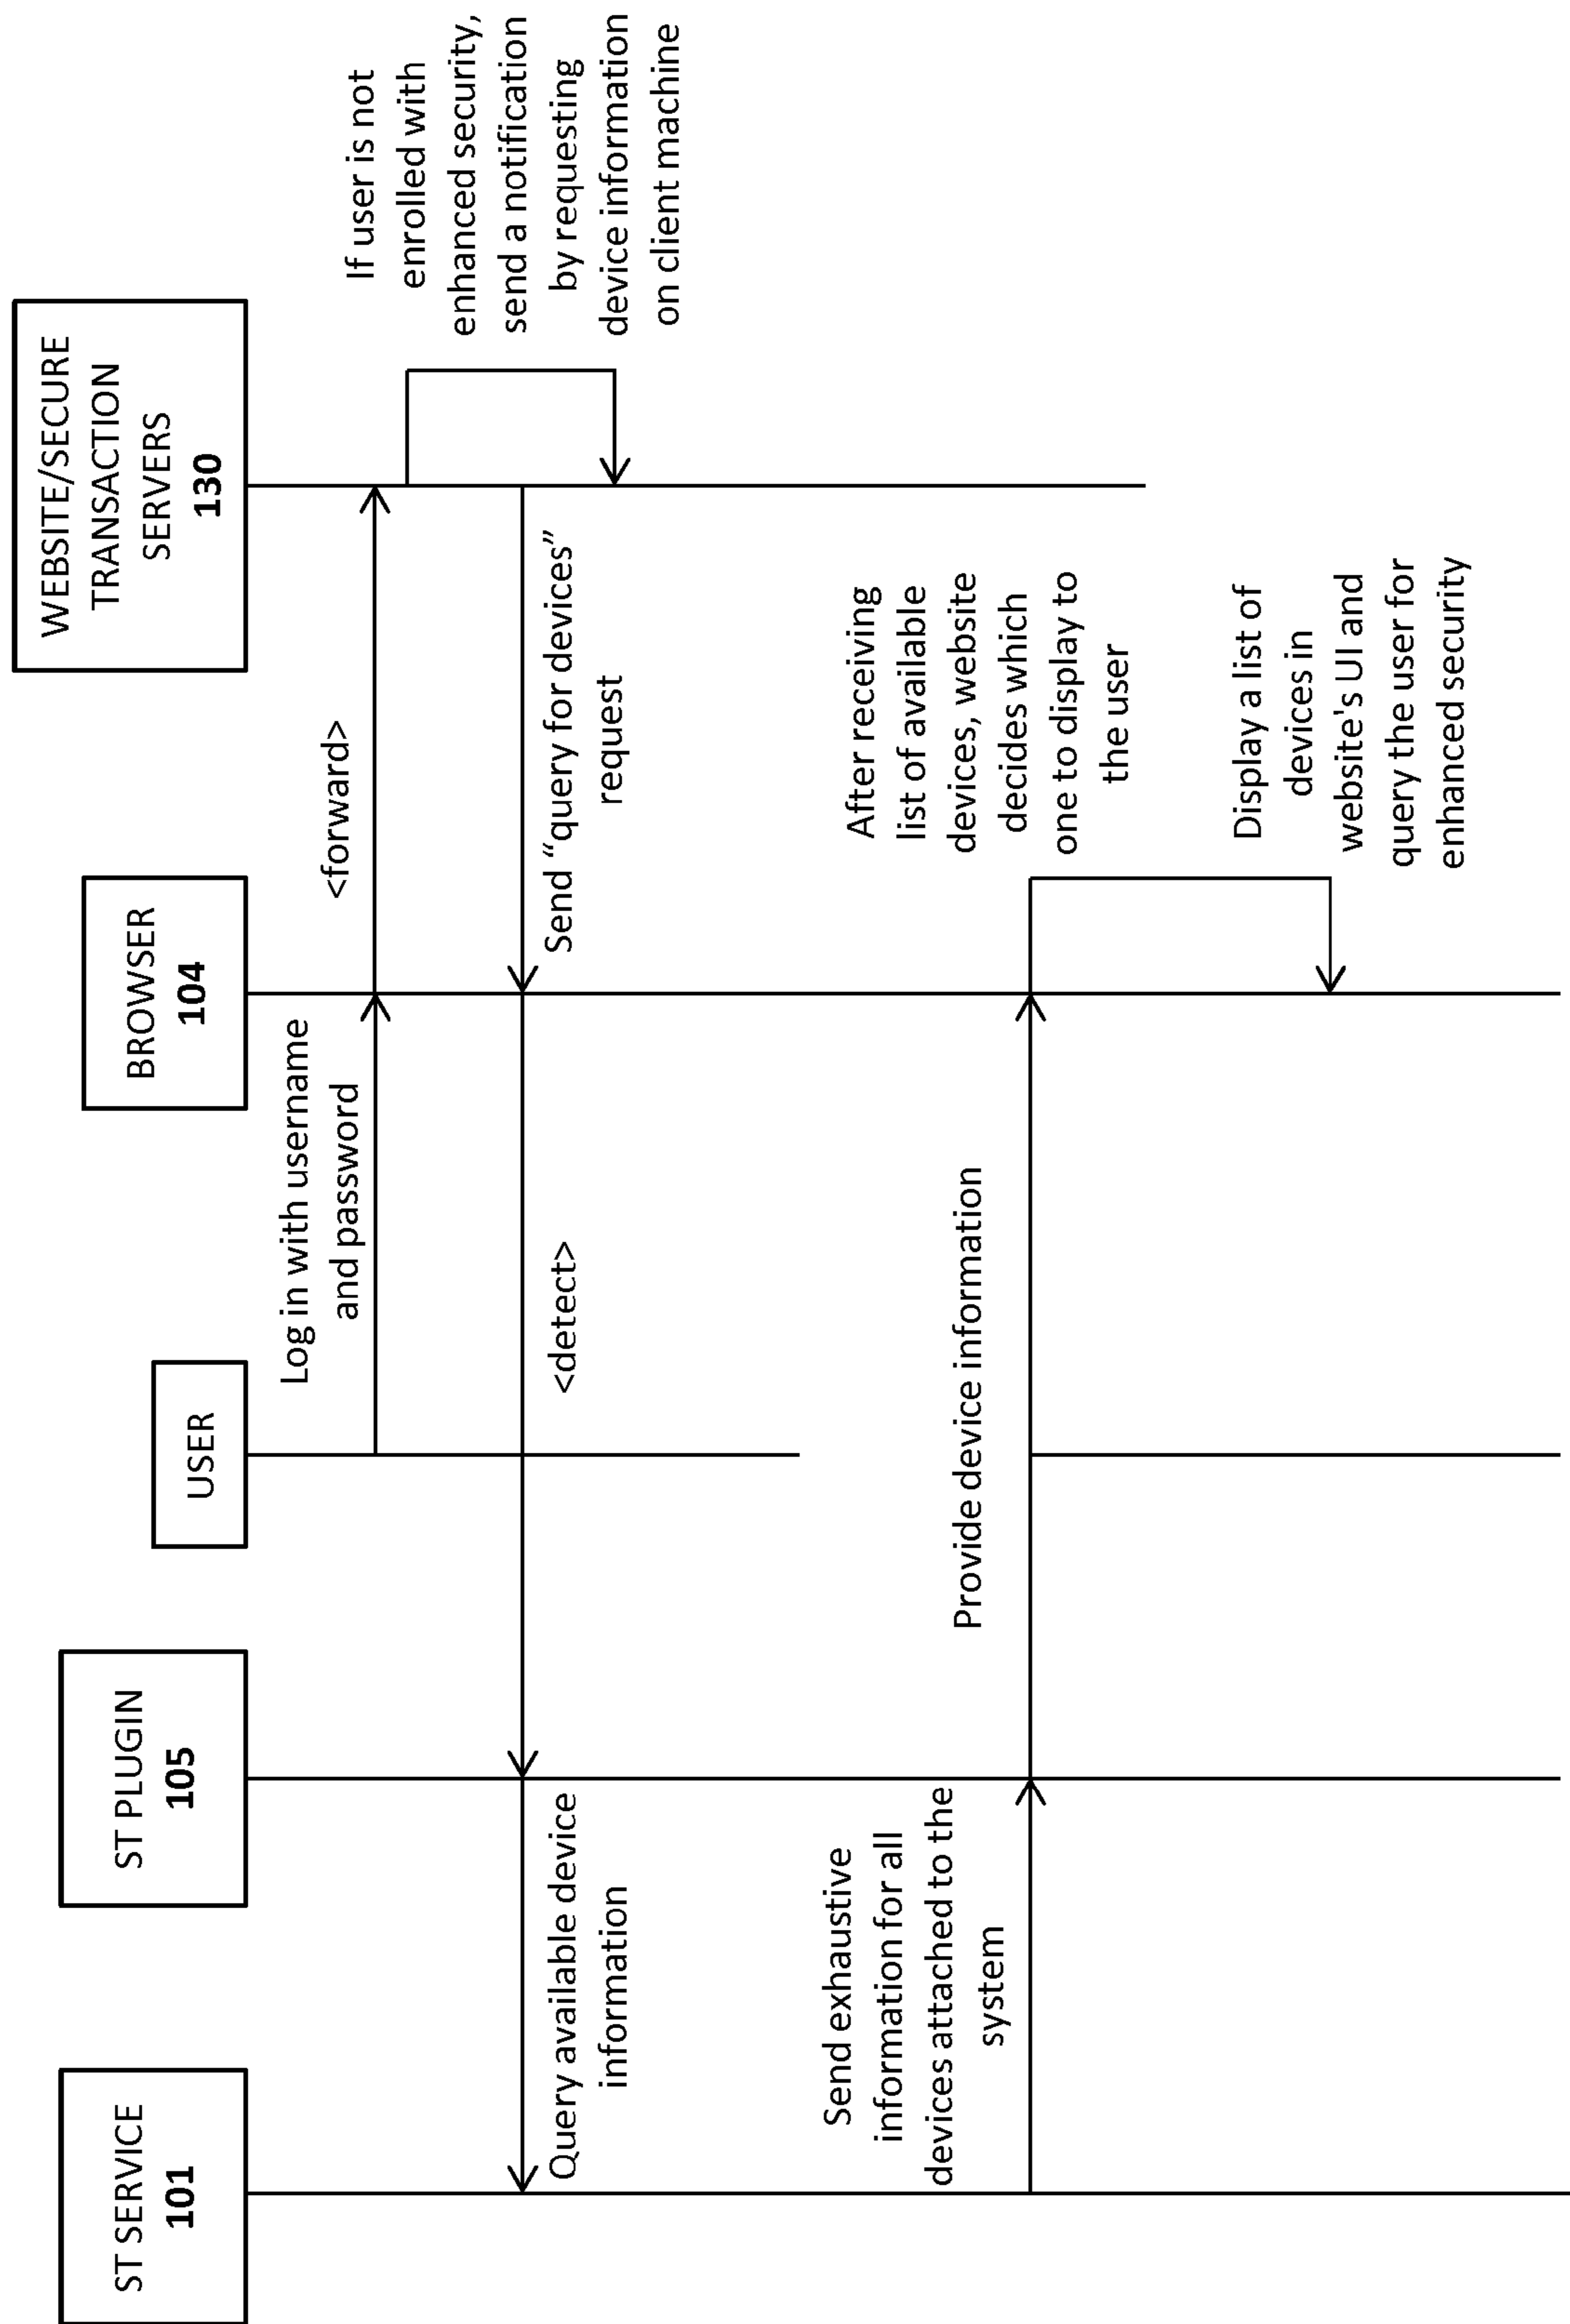 ST SERVICE
101
ST PLUGIN
105
USER
BROWSER
104
WEBSITE/SECURE
TRANSACTION
SERVERS
130
Log in with username
and password
<forward>
If user is not
enrolled with
enhanced security,
send a notification
by requesting
device information
on client machine
Send “query for devices”
request
<detect>
Query available device
information
Send exhaustive
information for all
devices attached to the
system
Provide device information
After receiving
list of available
devices, website
decides which
one to display to
the user
Display a list of
devices in
website's UI and
query the user for
enhanced security